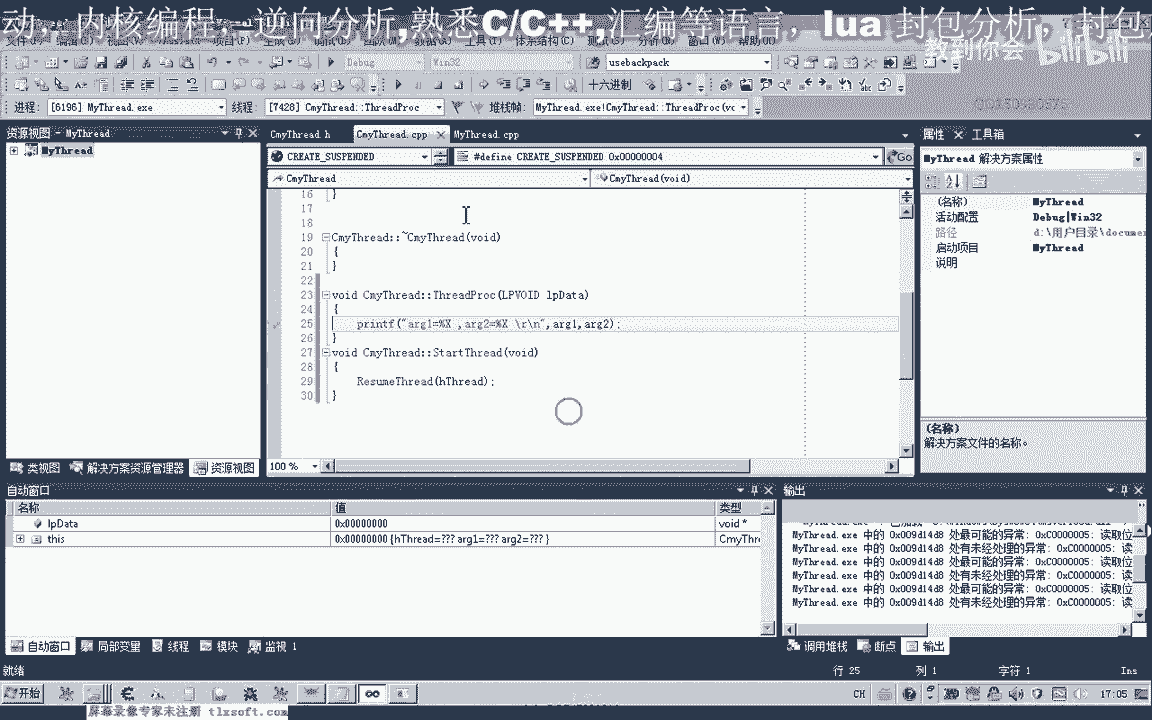 动，内核编程，逆向分析,熟悉C/C++,汇编等语言，lua 封包分析，封包
教到你会 bilibili
Debug Win32 usebackpack
十六进制
进程: [6196] MyThread.exe 线程: [7428] CmyThread::ThreadProc 堆栈帧: MyThread.exe!CmyThread::ThreadProc(vc
资源视图 - MyThread
MyThread
CmyThread.h CmyThread.cpp MyThread.cpp
CREATE_SUSPENDED #define CREATE_SUSPENDED 0x00000004 Go
CmyThread CmyThread(void)
16 }
17
18
19 CmyThread::~CmyThread(void)
20 {
21 }
22
23 void CmyThread::ThreadProc(LPVOID lpData)
24 {
25 printf("arg1=%X ,arg2=%X \r\n",arg1,arg2);
26 }
27 void CmyThread::StartThread(void)
28 {
29 ResumeThread(hThread);
30 }
100 %
类视图 解决方案资源管理器 资源视图
属性 工具箱
MyThread 解决方案属性
(名称) MyThread
活动配置 Debug|Win32
路径 d:\用户目录\docume
启动项目 MyThread
说明
(名称)
解决方案文件的名称。
自动窗口
名称 值 类型
lpData 0x00000000 void *
this 0x00000000 {hThread=??? arg1=??? arg2=??? } CmyThre
自动窗口 局部变量 线程 模块 监视 1
输出
MyThread.exe 中的 0x009d14d8 处最可能的异常: 0xC0000005: 读取位
MyThread.exe 中的 0x009d14d8 处有未经处理的异常: 0xC0000005: 读
MyThread.exe 中的 0x009d14d8 处最可能的异常: 0xC0000005: 读取位
MyThread.exe 中的 0x009d14d8 处有未经处理的异常: 0xC0000005: 读
MyThread.exe 中的 0x009d14d8 处最可能的异常: 0xC0000005: 读取位
MyThread.exe 中的 0x009d14d8 处有未经处理的异常: 0xC0000005: 读
调用堆栈 断点 输出
就绪 行 25 列 1 字符 1 Ins
开始 CH 17:05
屏幕录像专家未注册 tlxsoft.com